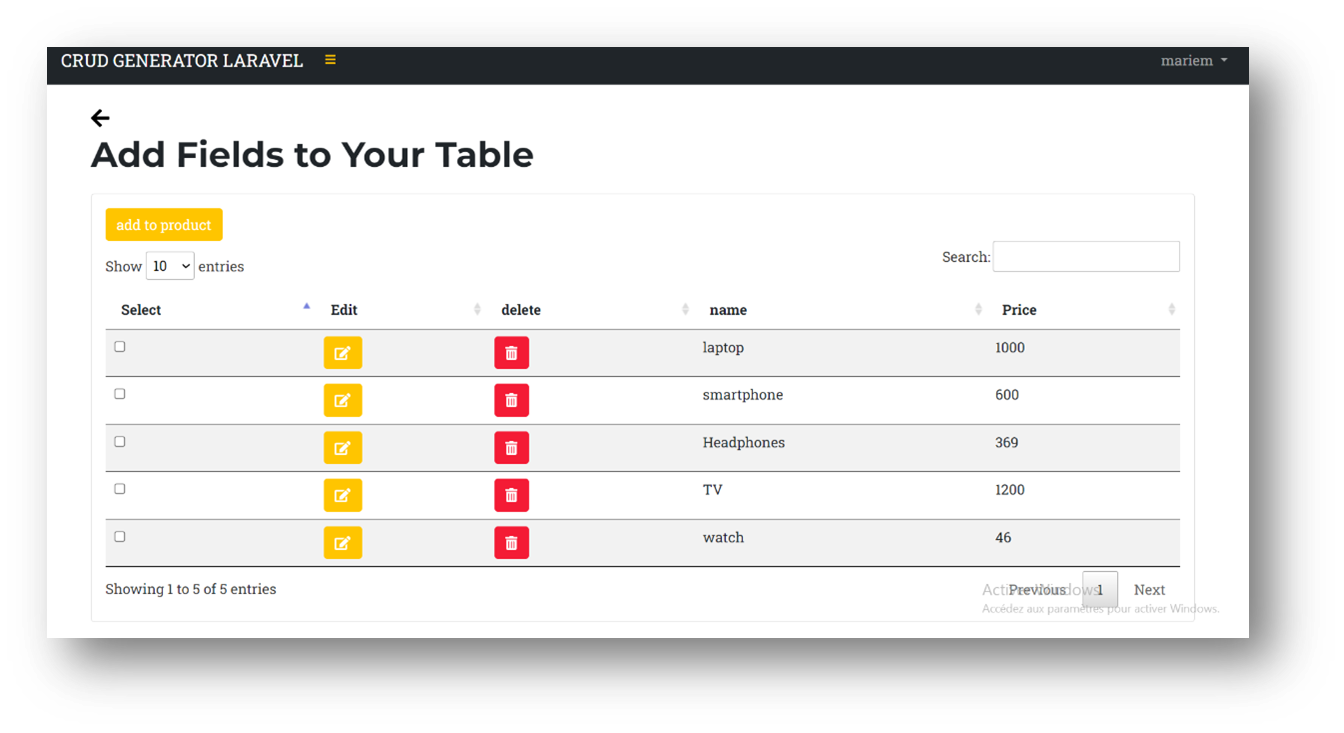 CRUD GENERATOR LARAVEL mariem
Add Fields to Your Table
add to product
Show 10 entries Search:
Select Edit delete name Price
laptop 1000
smartphone 600
Headphones 369
TV 1200
watch 46
Showing 1 to 5 of 5 entries Previous 1 Next
Activer Windows
Accédez aux paramètres pour activer Windows.